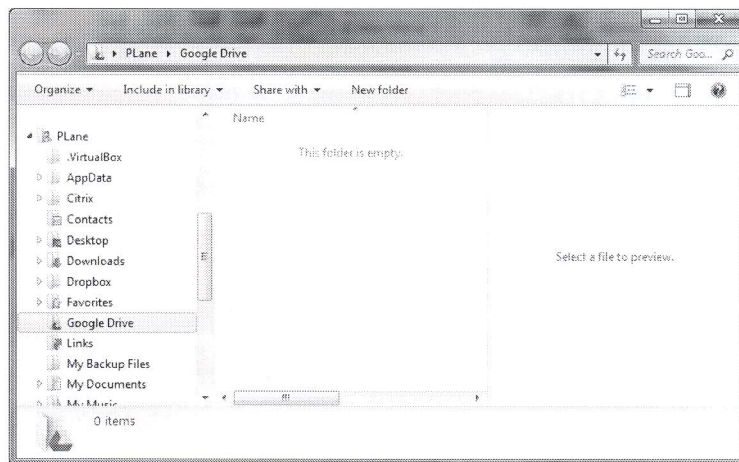 PLane ▸ Google Drive
Search Goo...
Organize Include in library Share with New folder
Name
This folder is empty.
PLane
.VirtualBox
AppData
Citrix
Contacts
Desktop
Downloads
Dropbox
Favorites
Google Drive
Links
My Backup Files
My Documents
My Music
Select a file to preview.
0 items